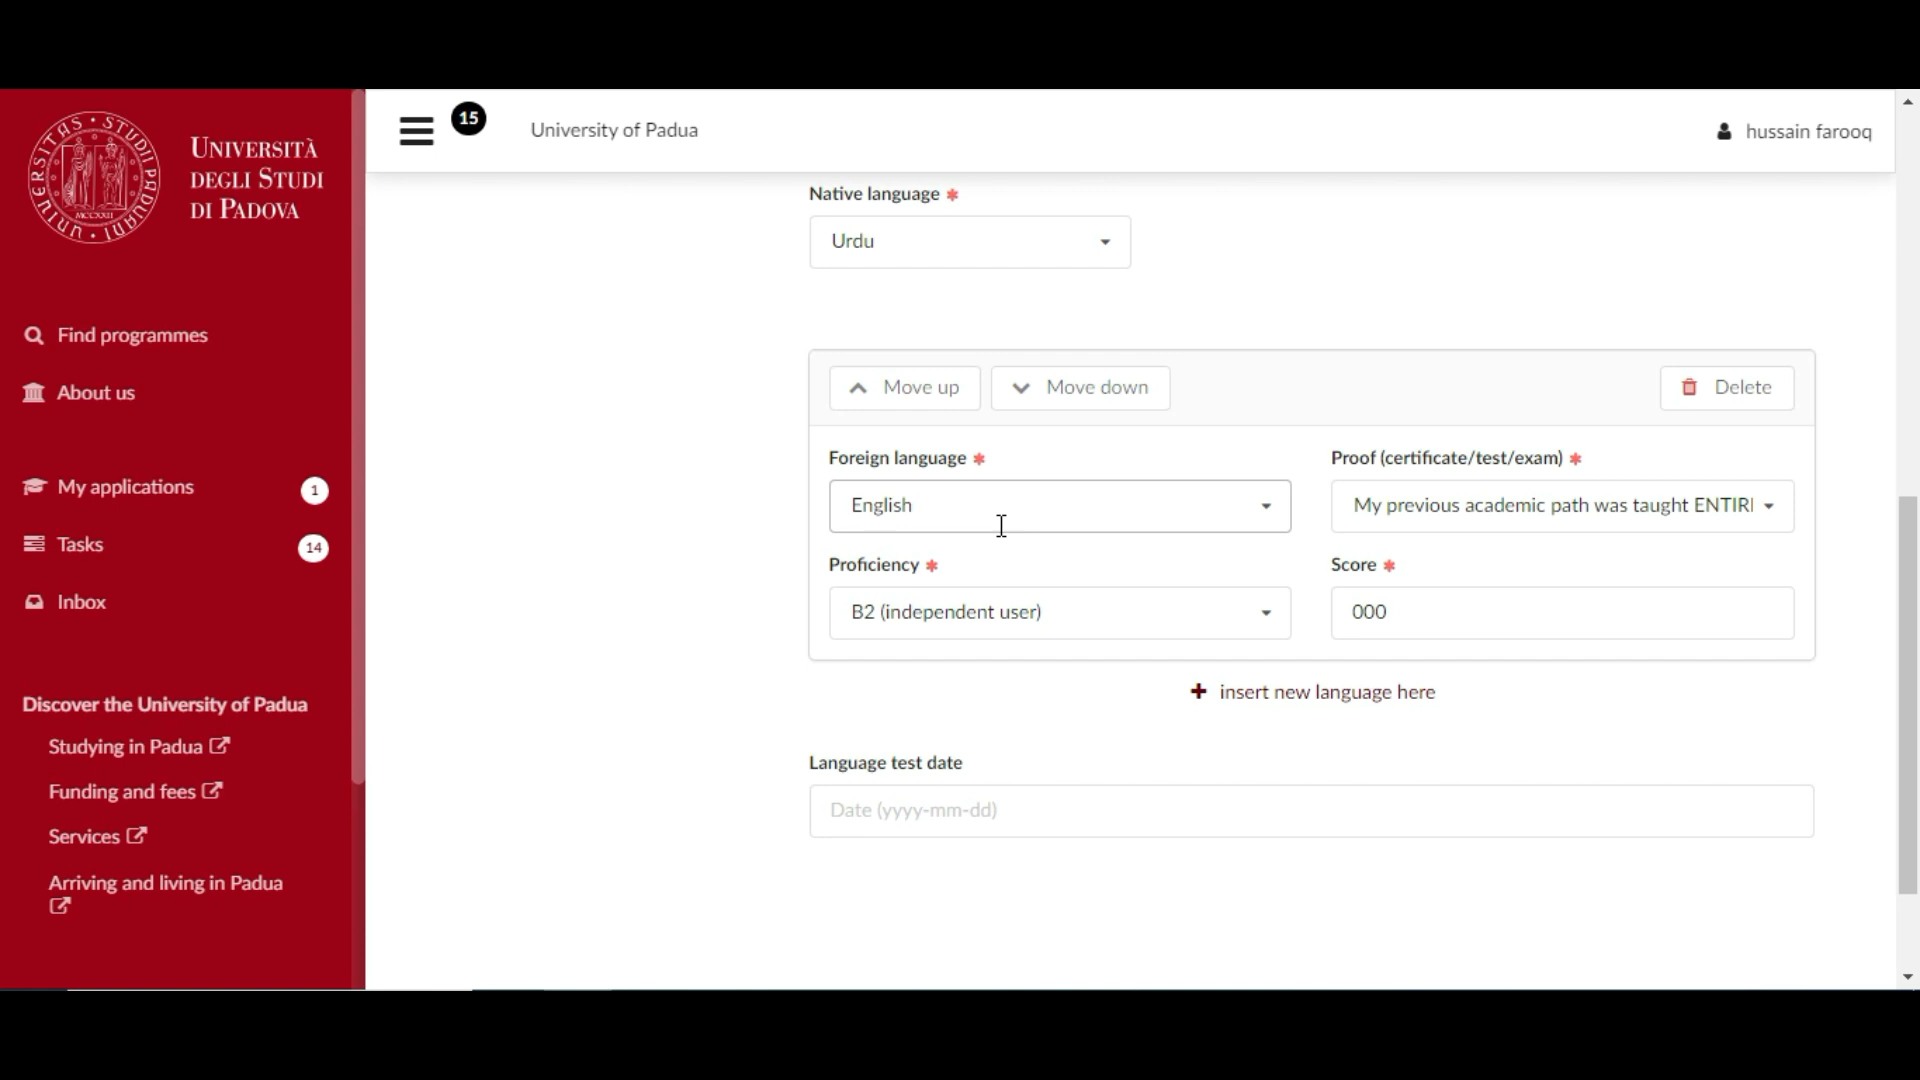 UNIVERSITÀ
DEGLI STUDI
DI PADOVA
UNIVERSITAS STUDII PADUANI
MCCXXII
15
University of Padua
hussain farooq
Find programmes
About us
My applications
1
Tasks
14
Inbox
Discover the University of Padua
Studying in Padua
Funding and fees
Services
Arriving and living in Padua
Native language *
Urdu
Move up
Move down
Delete
Foreign language *
Proof (certificate/test/exam) *
English
My previous academic path was taught ENTIRI
Proficiency *
Score *
B2 (independent user)
000
+ insert new language here
Language test date
Date (yyyy-mm-dd)